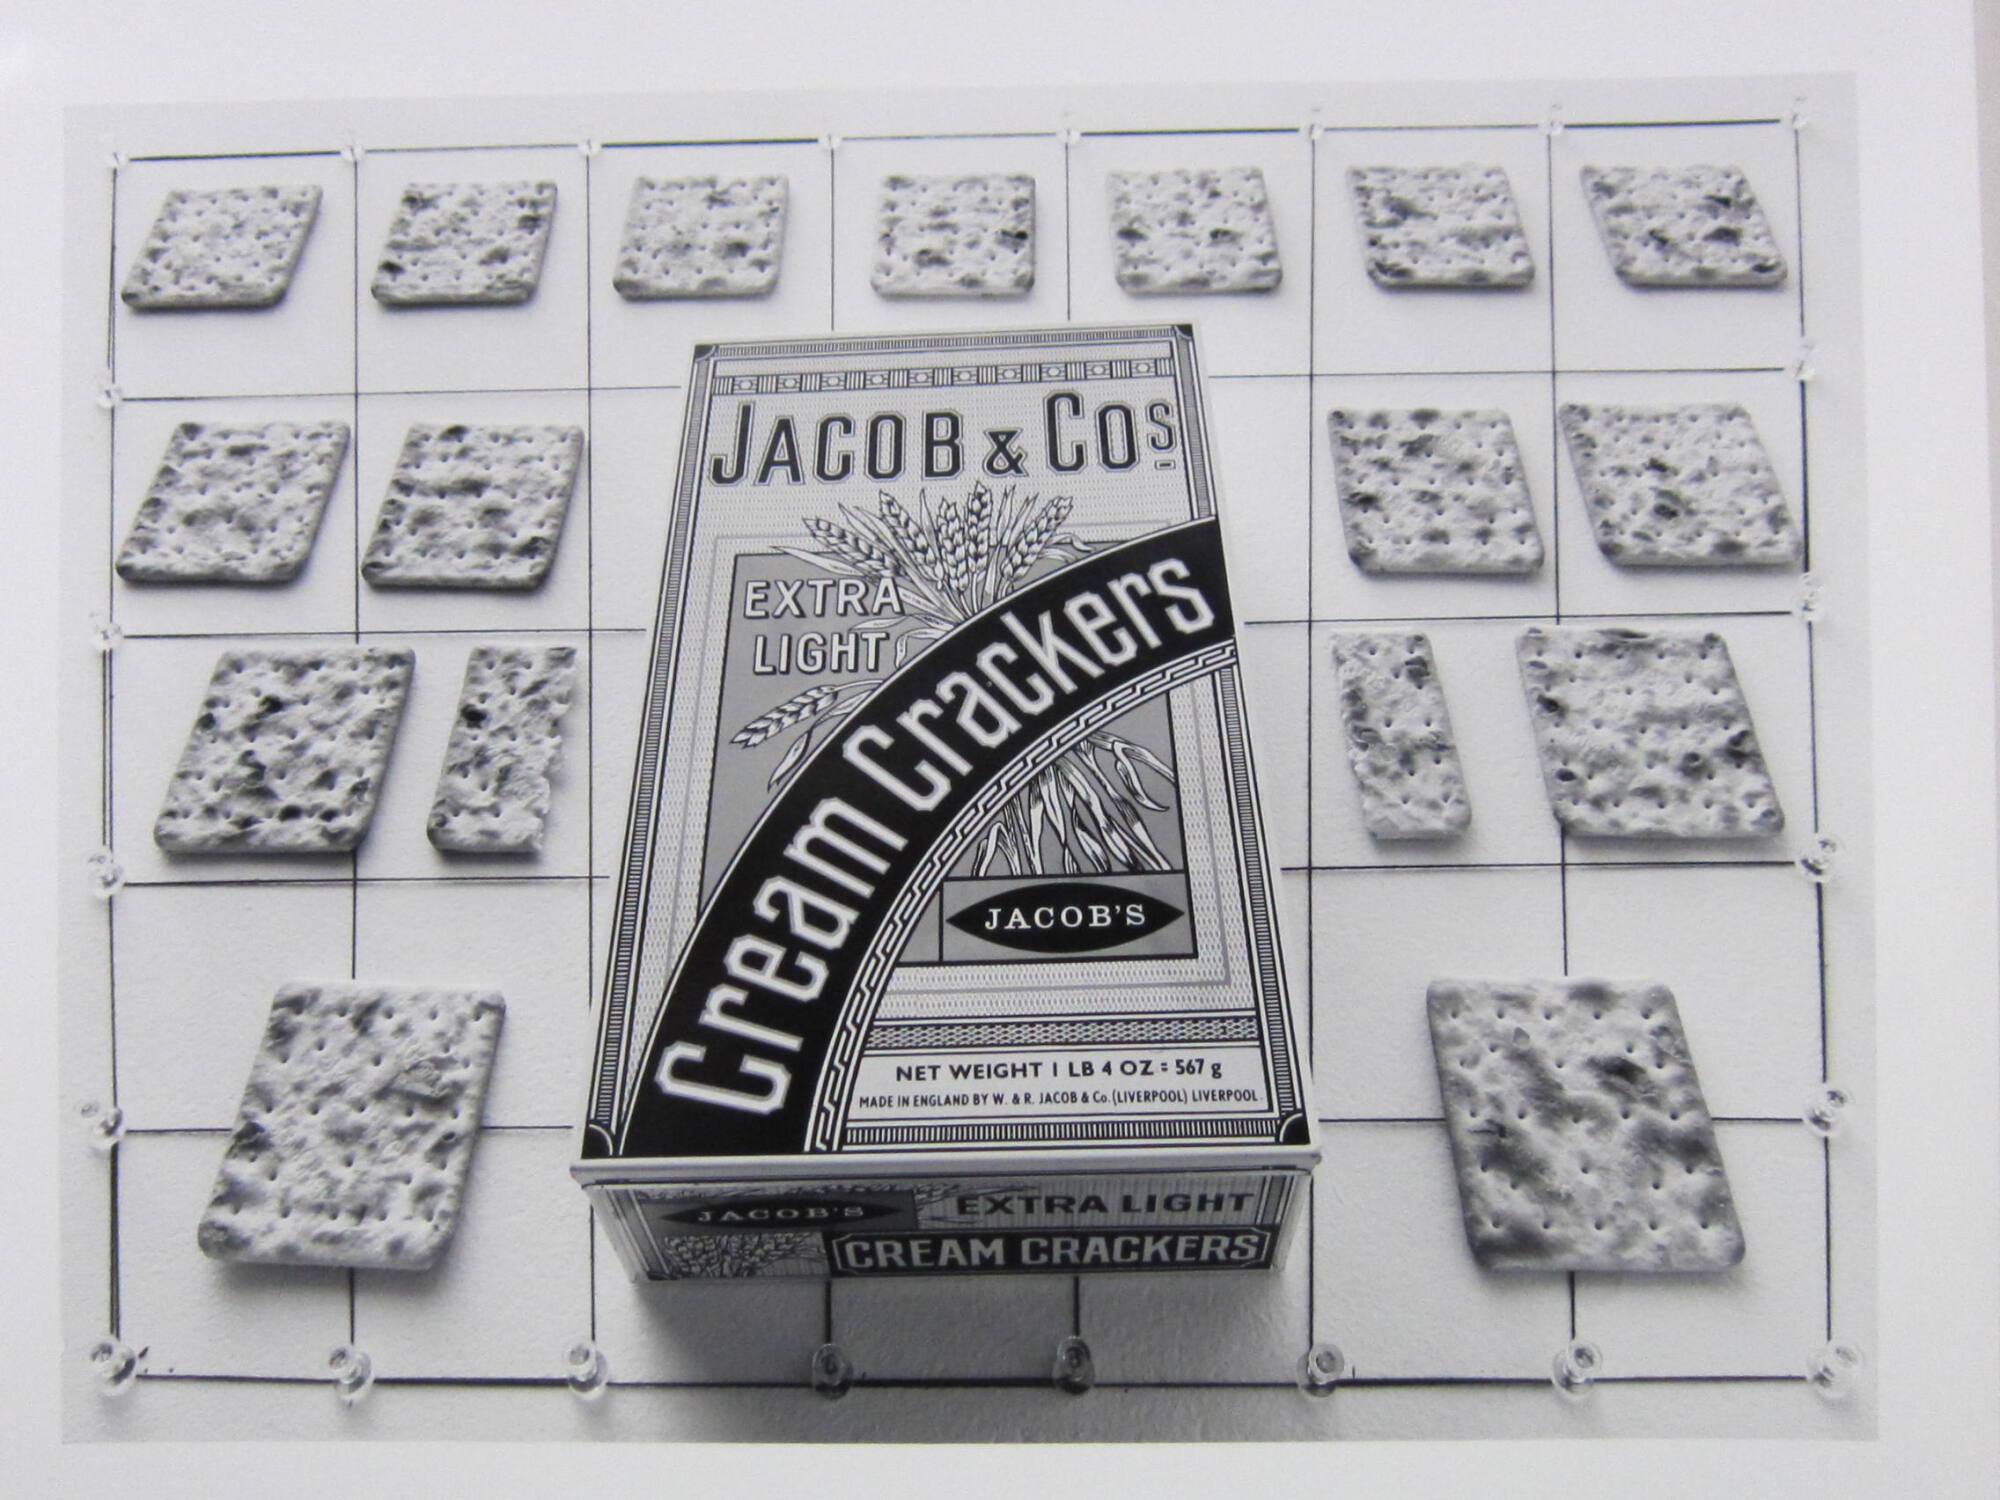 JACOB & COS
EXTRA
LIGHT
Cream Crackers
JACOB'S
NET WEIGHT 1 LB 4 OZ = 567 g
MADE IN ENGLAND BY W. & R. JACOB & Co. (LIVERPOOL) LIVERPOOL.
JACOB'S
EXTRA LIGHT
CREAM CRACKERS